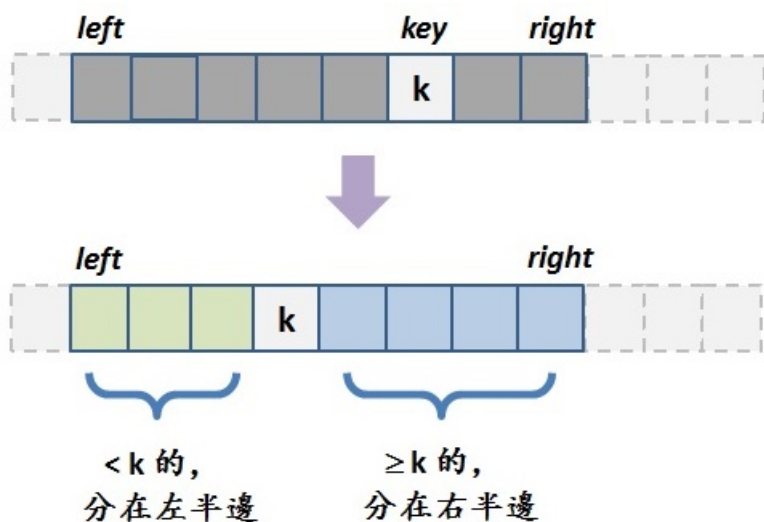 left key right
k
left right
k
<k 的,
分在左半邊
≥k 的,
分在右半邊